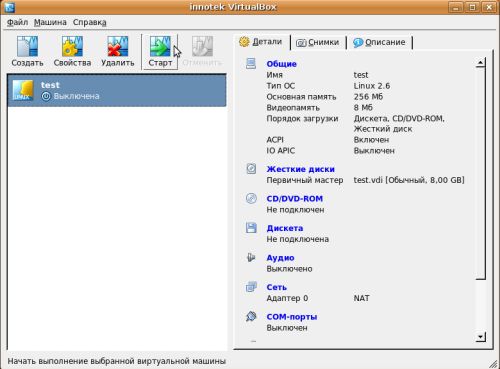 innotek VirtualBox
Файл Машина Справка
Создать Свойства Удалить Старт Отменить
Детали Снимки Описание
test
Выключена
Общие
Имя test
Тип ОС Linux 2.6
Основная память 256 Мб
Видеопамять 8 Мб
Порядок загрузки Дискета, CD/DVD-ROM,
Жесткий диск
ACPI Включен
IO APIC Выключен
Жесткие диски
Первичный мастер test.vdi [Обычный, 8,00 GB]
CD/DVD-ROM
Не подключен
Дискета
Не подключена
Аудио
Выключено
Сеть
Адаптер 0 NAT
COM-порты
Выключен
Начать выполнение выбранной виртуальной машины